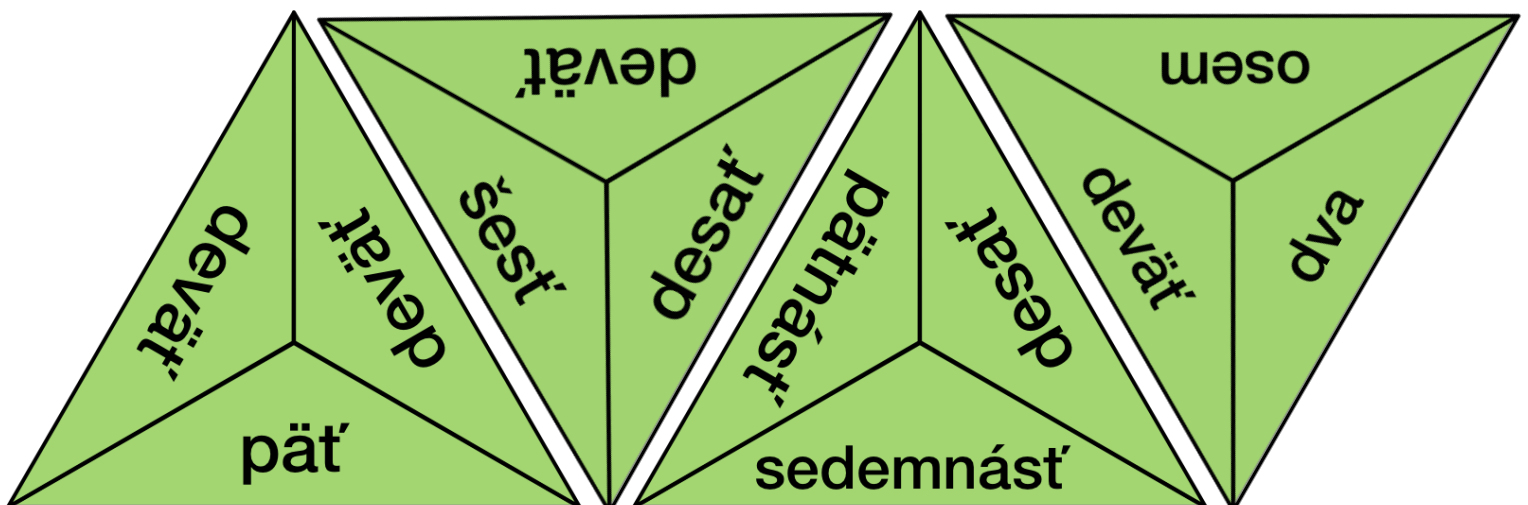 deväť
deväť
päť
deväť
šesť
desať
pätnásť
desať
sedemnásť
osem
deväť
dva